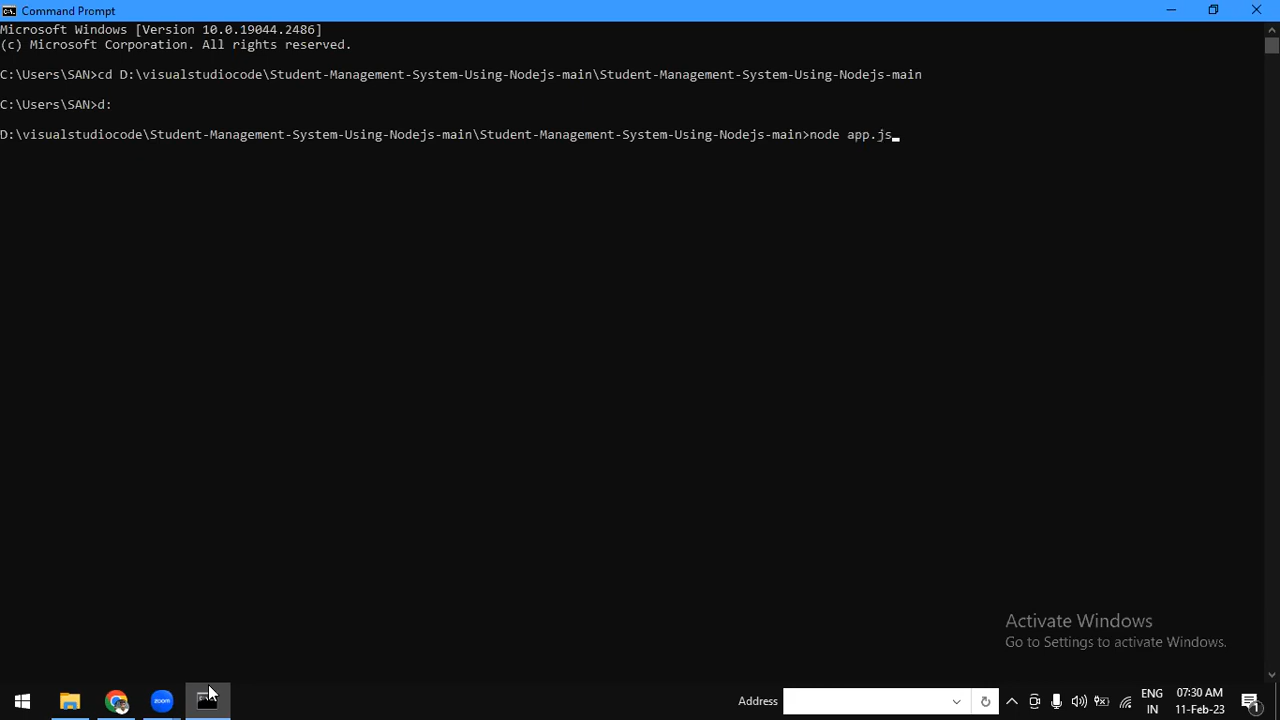 Command Prompt
Microsoft Windows [Version 10.0.19044.2486]
(c) Microsoft Corporation. All rights reserved.
C:\Users\SAN>cd D:\visualstudiocode\Student-Management-System-Using-Nodejs-main\Student-Management-System-Using-Nodejs-main
C:\Users\SAN>d:
D:\visualstudiocode\Student-Management-System-Using-Nodejs-main\Student-Management-System-Using-Nodejs-main>node app.js
Activate Windows
Go to Settings to activate Windows.
zoom
Address
ENG
IN
07:30 AM
11-Feb-23
1